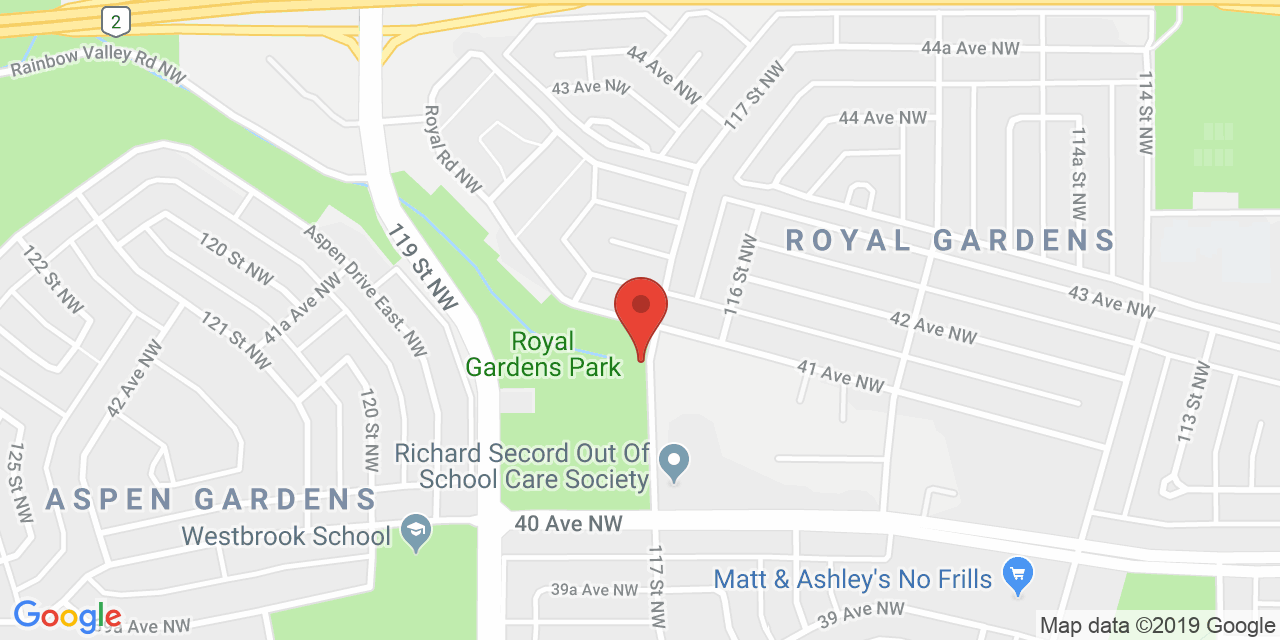 2
Rainbow Valley Rd NW
44a Ave NW
44 Ave NW
43 Ave NW
117 St NW
114 St NW
44 Ave NW
114a St NW
Royal Rd NW
119 St NW
ROYAL GARDENS
116 St NW
43 Ave NW
42 Ave NW
41 Ave NW
113 St NW
122 St NW
120 St NW
Aspen Drive East. NW
41a Ave NW
121 St NW
42 Ave NW
120 St NW
125 St NW
Royal
Gardens Park
Richard Secord Out Of
School Care Society
ASPEN GARDENS
Westbrook School
40 Ave NW
117 St NW
39a Ave NW
Matt & Ashley's No Frills
39 Ave NW
Google
39a Ave NW
Map data ©2019 Google